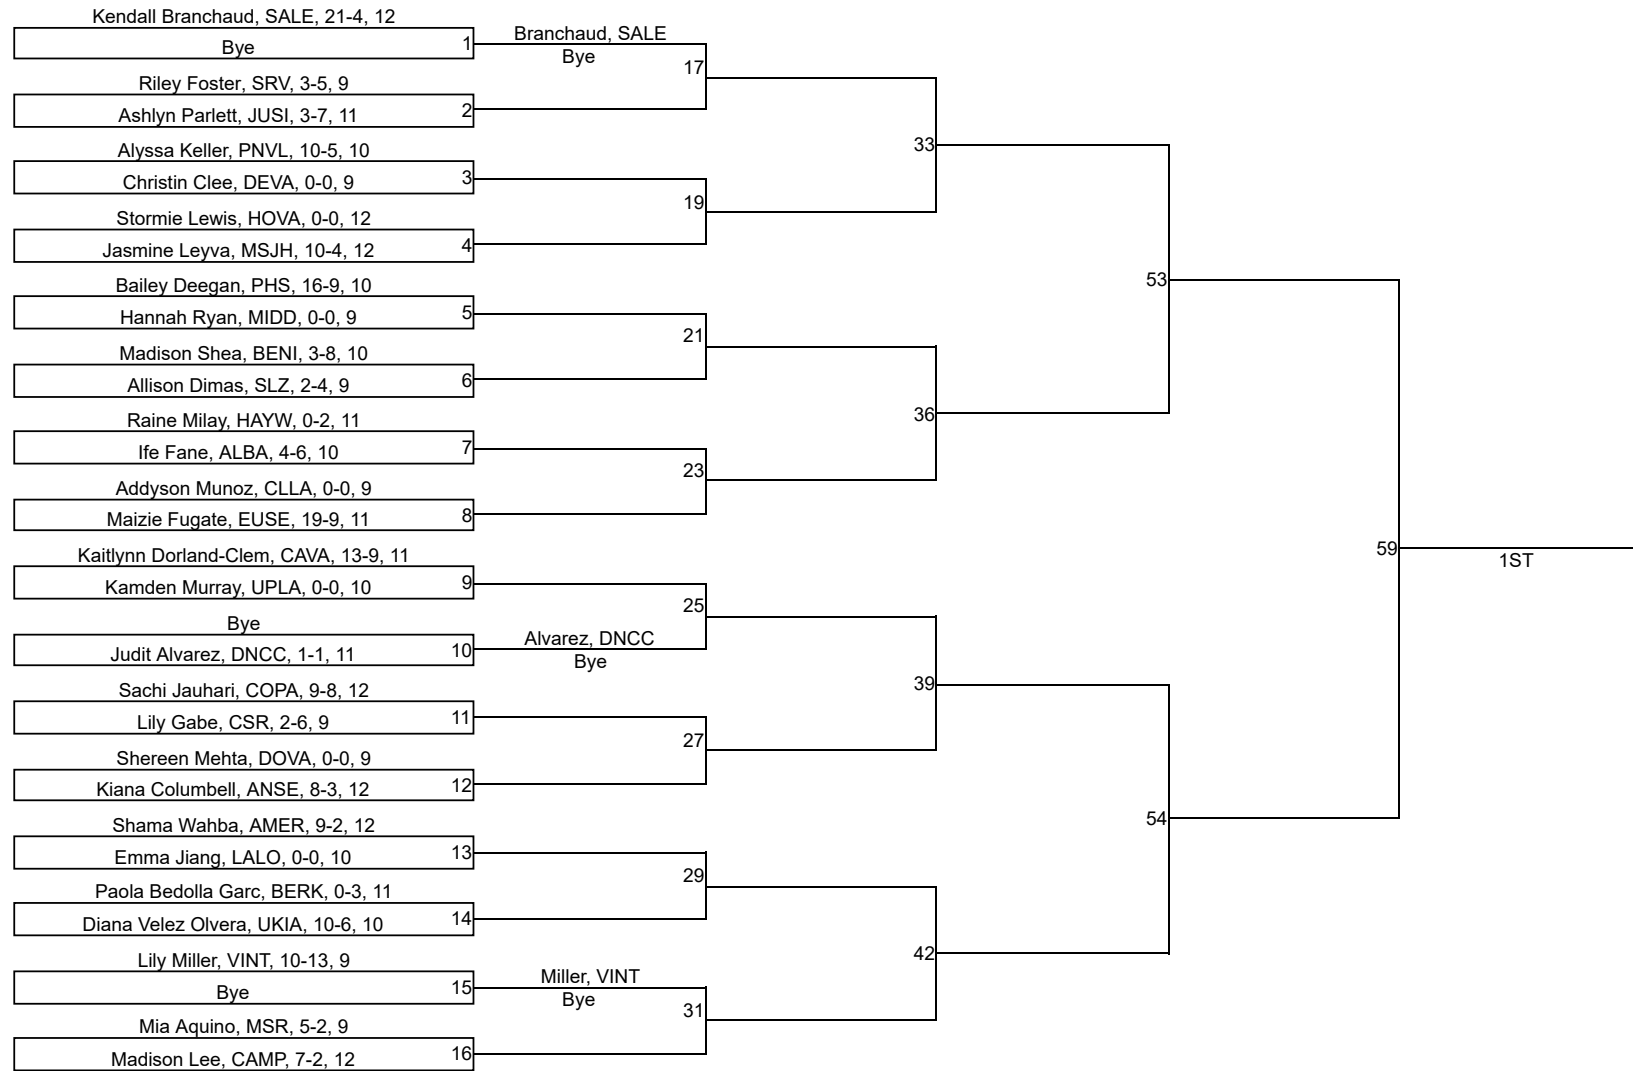 Kendall Branchaud, SALE, 21-4, 12
Bye
1
Branchaud, SALE
Bye
17
Riley Foster, SRV, 3-5, 9
Ashlyn Parlett, JUSI, 3-7, 11
2
33
Alyssa Keller, PNVL, 10-5, 10
Christin Clee, DEVA, 0-0, 9
3
19
Stormie Lewis, HOVA, 0-0, 12
Jasmine Leyva, MSJH, 10-4, 12
4
53
Bailey Deegan, PHS, 16-9, 10
Hannah Ryan, MIDD, 0-0, 9
5
21
Madison Shea, BENI, 3-8, 10
Allison Dimas, SLZ, 2-4, 9
6
36
Raine Milay, HAYW, 0-2, 11
Ife Fane, ALBA, 4-6, 10
7
23
Addyson Munoz, CLLA, 0-0, 9
Maizie Fugate, EUSE, 19-9, 11
8
59
1ST
Kaitlynn Dorland-Clem, CAVA, 13-9, 11
Kamden Murray, UPLA, 0-0, 10
9
25
Bye
Judit Alvarez, DNCC, 1-1, 11
10
Alvarez, DNCC
Bye
39
Sachi Jauhari, COPA, 9-8, 12
Lily Gabe, CSR, 2-6, 9
11
27
Shereen Mehta, DOVA, 0-0, 9
Kiana Columbell, ANSE, 8-3, 12
12
54
Shama Wahba, AMER, 9-2, 12
Emma Jiang, LALO, 0-0, 10
13
29
Paola Bedolla Garc, BERK, 0-3, 11
Diana Velez Olvera, UKIA, 10-6, 10
14
42
Lily Miller, VINT, 10-13, 9
Bye
15
Miller, VINT
Bye
31
Mia Aquino, MSR, 5-2, 9
Madison Lee, CAMP, 7-2, 12
16